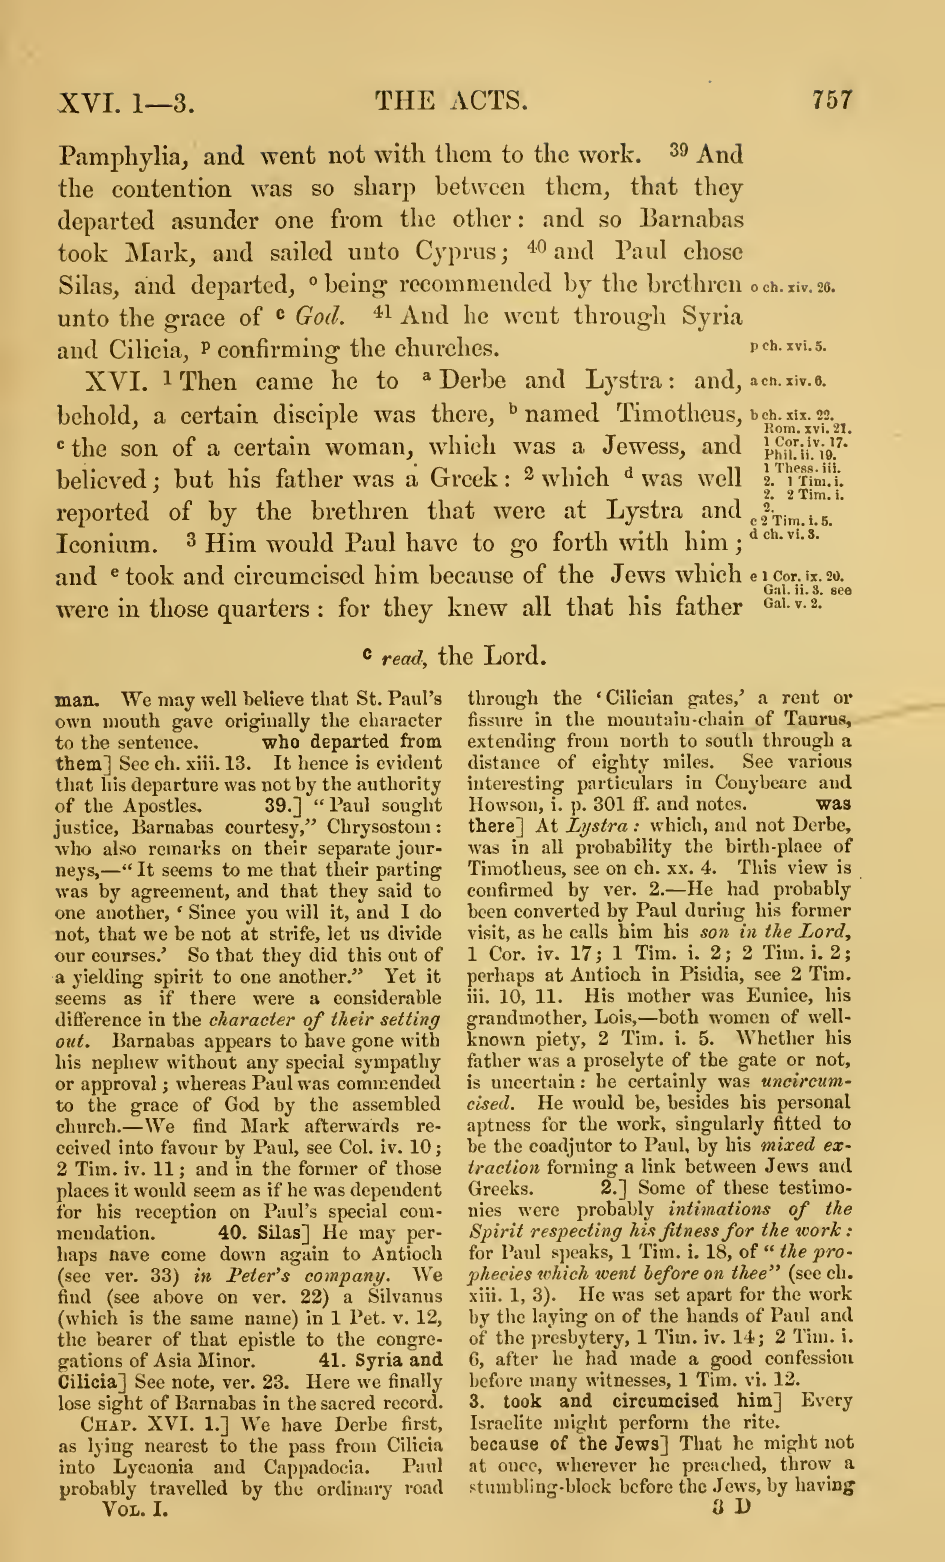 XVI. 1—3.
THE ACTS.
757
Pamphylia, and went not with them to the work. 39 And
the contention was so sharp between them, that they
departed asunder one from the other: and so Barnabas
took Mark, and sailed unto Cyprus; 40 and Paul chose
Silas, and departed, o being recommended by the brethren
unto the grace of c God. 41 And he went through Syria
and Cilicia, p confirming the churches.
XVI. 1 Then came he to a Derbe and Lystra: and,
behold, a certain disciple was there, b named Timotheus,
c the son of a certain woman, which was a Jewess, and
believed; but his father was a Greek: 2 which d was well
reported of by the brethren that were at Lystra and
Iconium. 3 Him would Paul have to go forth with him;
and e took and circumcised him because of the Jews which
were in those quarters: for they knew all that his father
o ch. xiv. 26.
p ch. xvi. 5.
a ch. xiv. 6.
b ch. xix. 22.
Rom. xvi. 21.
1 Cor. iv. 17.
Phil. ii. 19.
1 Thess. iii.
2. 1 Tim. i.
2. 2 Tim. i.
2.
c 2 Tim. i. 5.
d ch. vi. 3.
e 1 Cor. ix. 20.
Gal. ii. 3. see
Gal. v. 2.
c read, the Lord.
man. We may well believe that St. Paul's
own mouth gave originally the character
to the sentence. who departed from
them] See ch. xiii. 13. It hence is evident
that his departure was not by the authority
of the Apostles. 39.] "Paul sought
justice, Barnabas courtesy," Chrysostom:
who also remarks on their separate jour-
neys,—"It seems to me that their parting
was by agreement, and that they said to
one another, 'Since you will it, and I do
not, that we be not at strife, let us divide
our courses.' So that they did this out of
a yielding spirit to one another." Yet it
seems as if there were a considerable
difference in the character of their setting
out. Barnabas appears to have gone with
his nephew without any special sympathy
or approval; whereas Paul was commended
to the grace of God by the assembled
church.—We find Mark afterwards re-
ceived into favour by Paul, see Col. iv. 10;
2 Tim. iv. 11; and in the former of those
places it would seem as if he was dependent
for his reception on Paul's special com-
mendation. 40. Silas] He may per-
haps have come down again to Antioch
(see ver. 33) in Peter's company. We
find (see above on ver. 22) a Silvanus
(which is the same name) in 1 Pet. v. 12,
the bearer of that epistle to the congre-
gations of Asia Minor. 41. Syria and
Cilicia] See note, ver. 23. Here we finally
lose sight of Barnabas in the sacred record.
CHAP. XVI. 1.] We have Derbe first,
as lying nearest to the pass from Cilicia
into Lycaonia and Cappadocia. Paul
probably travelled by the ordinary road
through the 'Cilician gates,' a rent or
fissure in the mountain-chain of Taurus,
extending from north to south through a
distance of eighty miles. See various
interesting particulars in Conybeare and
Howson, i. p. 301 ff. and notes. was
there] At Lystra: which, and not Derbe,
was in all probability the birth-place of
Timotheus, see on ch. xx. 4. This view is
confirmed by ver. 2.—He had probably
been converted by Paul during his former
visit, as he calls him his son in the Lord,
1 Cor. iv. 17; 1 Tim. i. 2; 2 Tim. i. 2;
perhaps at Antioch in Pisidia, see 2 Tim.
iii. 10, 11. His mother was Eunice, his
grandmother, Lois,—both women of well-
known piety, 2 Tim. i. 5. Whether his
father was a proselyte of the gate or not,
is uncertain: he certainly was uncircum-
cised. He would be, besides his personal
aptness for the work, singularly fitted to
be the coadjutor to Paul, by his mixed ex-
traction forming a link between Jews and
Greeks. 2.] Some of these testimo-
nies were probably intimations of the
Spirit respecting his fitness for the work:
for Paul speaks, 1 Tim. i. 18, of "the pro-
phecies which went before on thee" (see ch.
xiii. 1, 3). He was set apart for the work
by the laying on of the hands of Paul and
of the presbytery, 1 Tim. iv. 14; 2 Tim. i.
6, after he had made a good confession
before many witnesses, 1 Tim. vi. 12.
3. took and circumcised him] Every
Israelite might perform the rite.
because of the Jews] That he might not
at once, wherever he preached, throw a
stumbling-block before the Jews, by having
VOL. I.
3 D